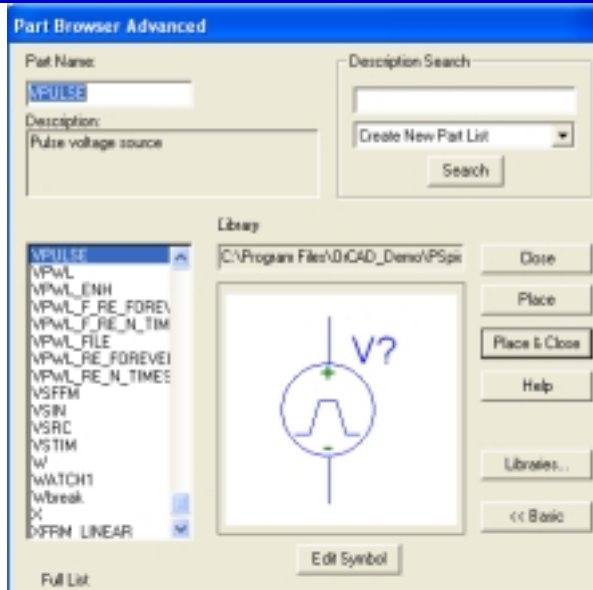 Part Browser Advanced
Part Name:
VPULSE
Description:
Pulse voltage source
Description Search
Create New Part List
Search
Library
C:\Program Files\OrCAD_Demo\PSpi
VPULSE
VPWL
VPWL_ENH
VPWL_F_RE_FOREV
VPWL_F_RE_N_TIM
VPWL_FILE
VPWL_RE_FOREVE
VPWL_RE_N_TIMES
VSFFM
VSIN
VSRC
VSTIM
W
WATCH1
Wbreak
X
XFRM_LINEAR
V?
+
-
Close
Place
Place & Close
Help
Libraries...
<< Basic
Edit Symbol
Full List